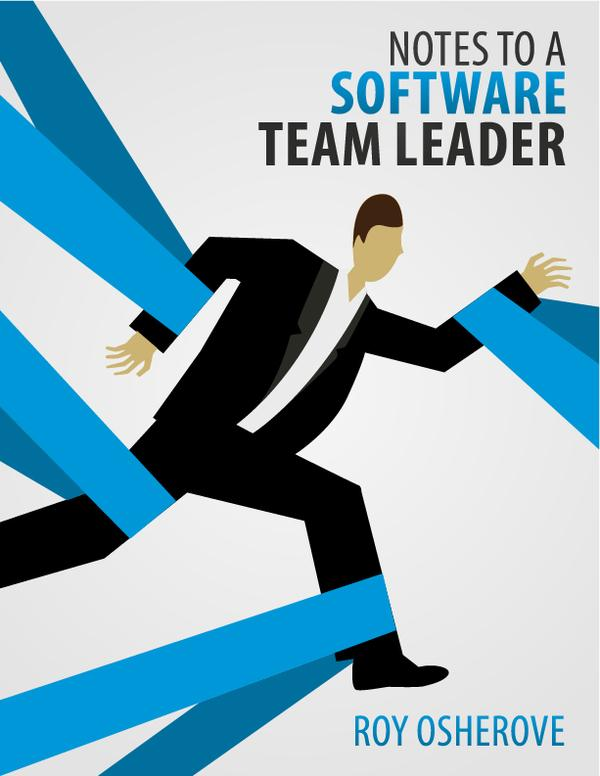 NOTES TO A
SOFTWARE
TEAM LEADER
ROY OSHEROVE